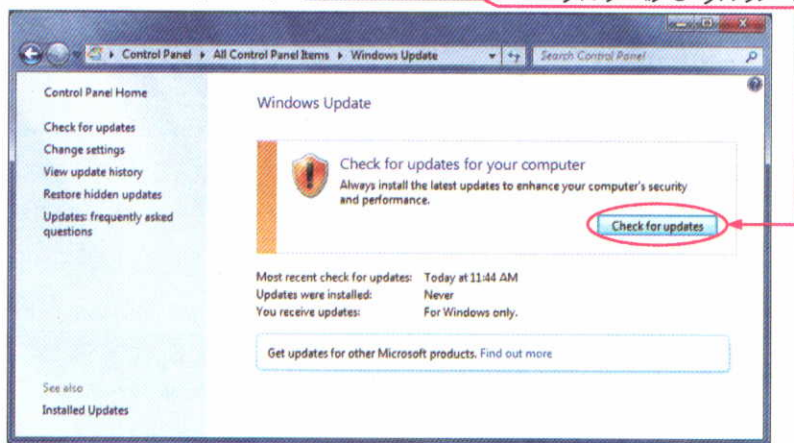 Control Panel ▸ All Control Panel Items ▸ Windows Update
Search Control Panel
Control Panel Home
Check for updates
Change settings
View update history
Restore hidden updates
Updates: frequently asked
questions
See also
Installed Updates
Windows Update
Check for updates for your computer
Always install the latest updates to enhance your computer's security
and performance.
Check for updates
Most recent check for updates: Today at 11:44 AM
Updates were installed: Never
You receive updates: For Windows only.
Get updates for other Microsoft products. Find out more